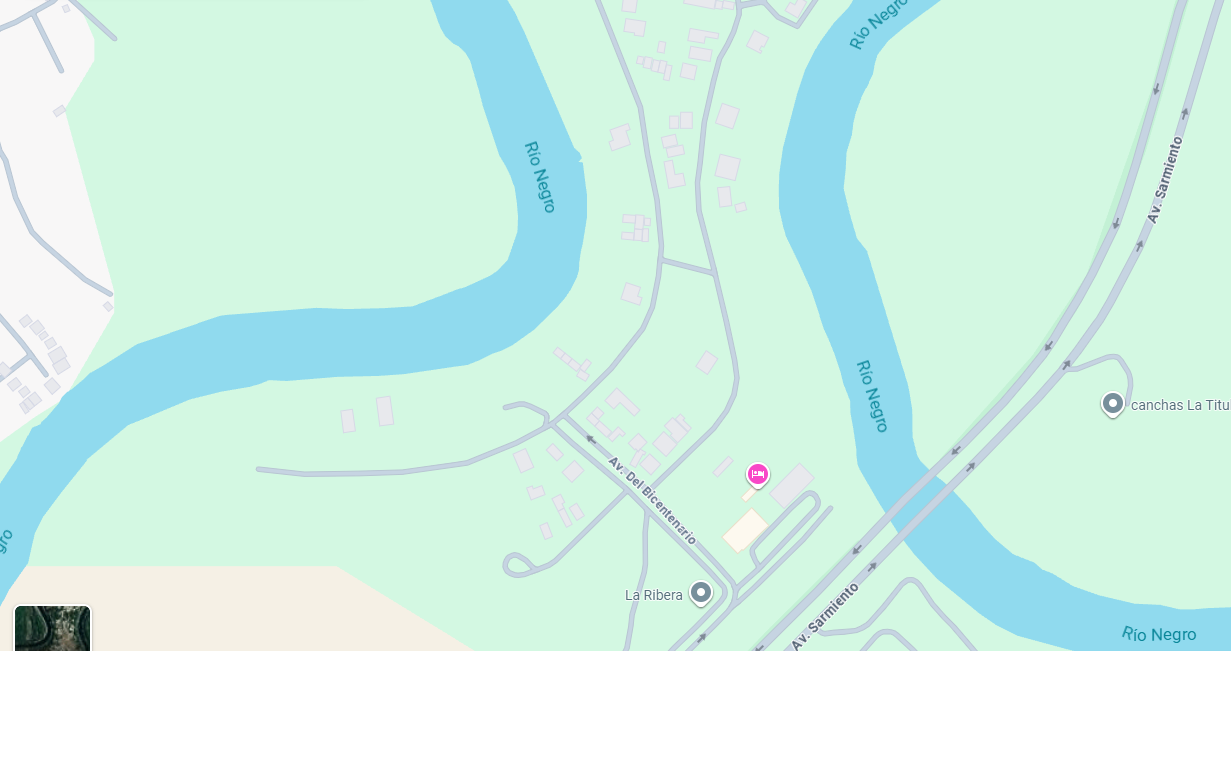 Río Negro
Río Negro
Av. Sarmiento
Río Negro
canchas La Titu
Av. Del Bicentenario
gro
La Ribera
Av. Sarmiento
Río Negro